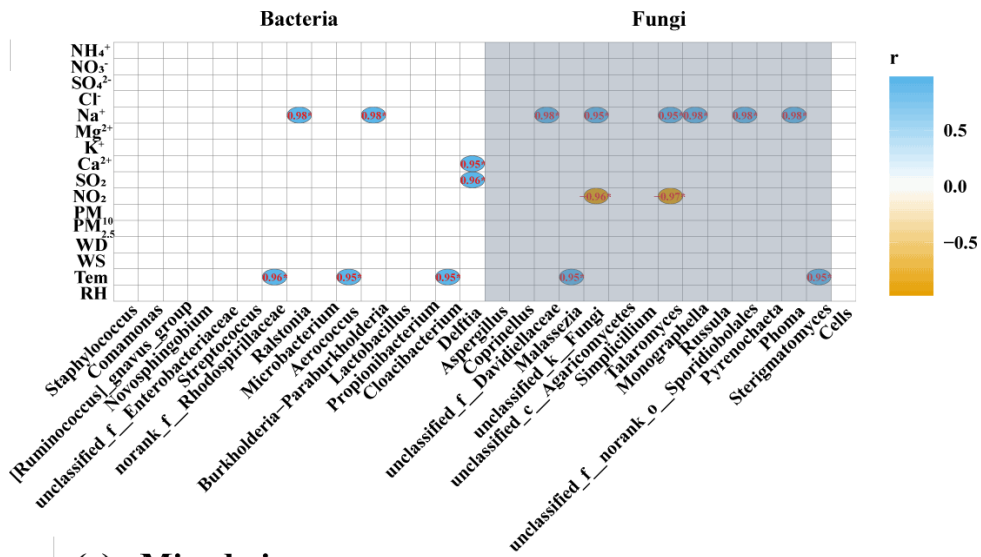 Bacteria Fungi
NH₄⁺
NO₃⁻
SO₄²⁻
Cl⁻
Na⁺ 0.98* 0.98* 0.98* 0.95* 0.95* 0.98* 0.98* 0.98*
Mg²⁺
K⁺
Ca²⁺ 0.95*
SO₂ 0.96*
NO₂ −0.96* −0.97*
PM₁₀
PM₂.₅
WD
WS
Tem 0.96* 0.95* 0.95* 0.95* 0.95*
RH
r
0.5
0.0
−0.5
Staphylococcus
Comamonas
[Ruminococcus]_gnavus_group
Novosphingobium
unclassified_f__Enterobacteriaceae
Streptococcus
norank_f__Rhodospirillaceae
Ralstonia
Microbacterium
Aerococcus
Burkholderia−Paraburkholderia
Lactobacillus
Propionibacterium
Cloacibacterium
Delftia
Aspergillus
Coprinellus
unclassified_f__Davidiellaceae
Malassezia
unclassified_k__Fungi
unclassified_c__Agaricomycetes
Simplicillium
Talaromyces
Monographella
Russula
unclassified_f__norank_o__Sporidiobolales
Pyrenochaeta
Phoma
Sterigmatomyces
Cells